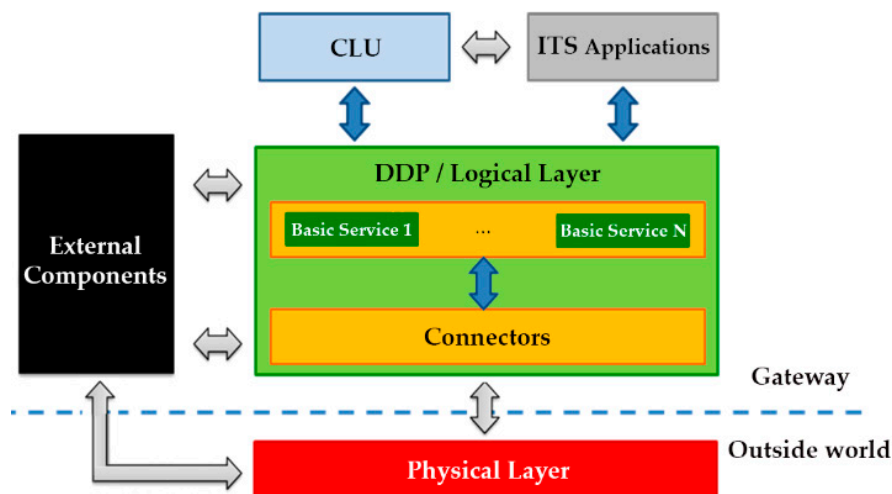 CLU
ITS Applications
DDP / Logical Layer
Basic Service 1
...
Basic Service N
External
Components
Connectors
Gateway
Outside world
Physical Layer